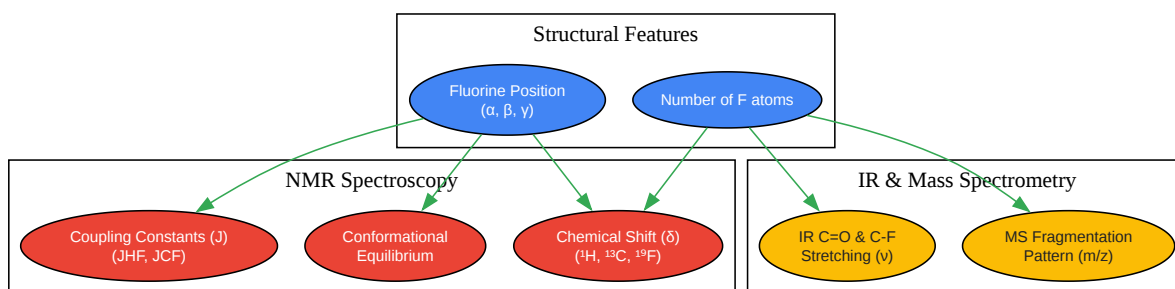 Structural Features
Fluorine Position
(α, β, γ)
Number of F atoms
NMR Spectroscopy
IR & Mass Spectrometry
Coupling Constants (J)
(JHF, JCF)
Conformational
Equilibrium
Chemical Shift (δ)
(¹H, ¹³C, ¹⁹F)
IR C=O & C-F
Stretching (ν)
MS Fragmentation
Pattern (m/z)